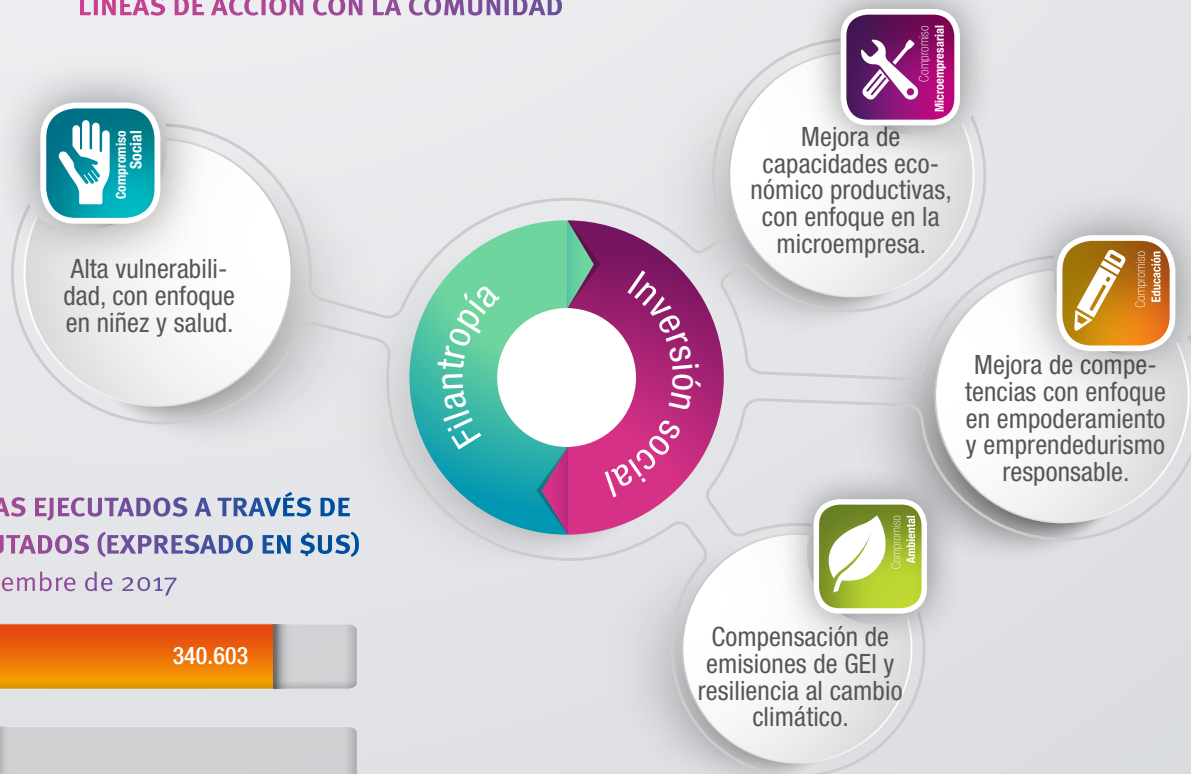 LÍNEAS DE ACCIÓN CON LA COMUNIDAD
Compromiso
Social
Alta vulnerabili-
dad, con enfoque
en niñez y salud.
Filantropía
Inversión social
Compromiso
Microempresarial
Mejora de
capacidades eco-
nómico productivas,
con enfoque en la
microempresa.
Compromiso
Educación
Mejora de compe-
tencias con enfoque
en empoderamiento
y emprendedurismo
responsable.
Compromiso
Ambiental
Compensación de
emisiones de GEI y
resiliencia al cambio
climático.
AS EJECUTADOS A TRAVÉS DE
UTADOS (EXPRESADO EN $US)
embre de 2017
340.603